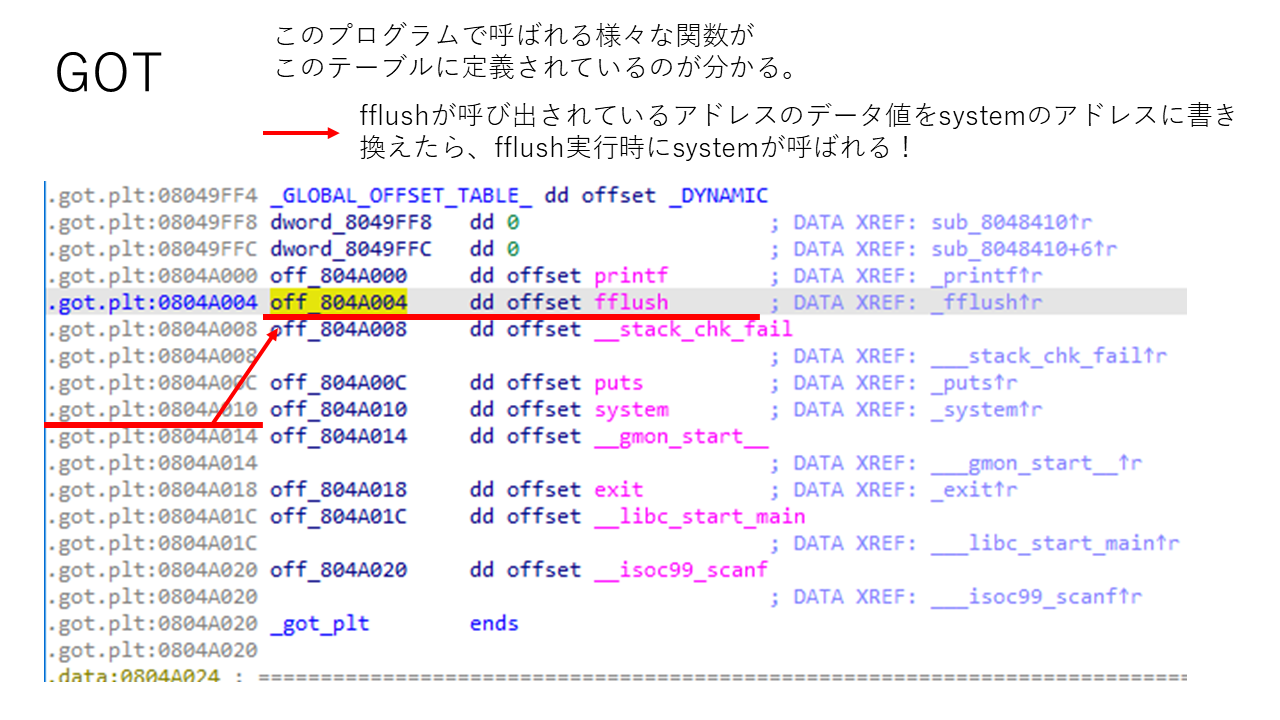 GOT
このプログラムで呼ばれる様々な関数が
このテーブルに定義されているのが分かる。
fflushが呼び出されているアドレスのデータ値をsystemのアドレスに書き
換えたら、fflush実行時にsystemが呼ばれる！
.got.plt:08049FF4 _GLOBAL_OFFSET_TABLE_ dd offset _DYNAMIC
.got.plt:08049FF8 dword_8049FF8 dd 0 ; DATA XREF: sub_8048410↑r
.got.plt:08049FFC dword_8049FFC dd 0 ; DATA XREF: sub_8048410+6↑r
.got.plt:0804A000 off_804A000 dd offset printf ; DATA XREF: _printf↑r
.got.plt:0804A004 off_804A004 dd offset fflush ; DATA XREF: _fflush↑r
.got.plt:0804A008 off_804A008 dd offset __stack_chk_fail
.got.plt:0804A008 ; DATA XREF: ___stack_chk_fail↑r
.got.plt:0804A00C off_804A00C dd offset puts ; DATA XREF: _puts↑r
.got.plt:0804A010 off_804A010 dd offset system ; DATA XREF: _system↑r
.got.plt:0804A014 off_804A014 dd offset __gmon_start__
.got.plt:0804A014 ; DATA XREF: ___gmon_start__↑r
.got.plt:0804A018 off_804A018 dd offset exit ; DATA XREF: _exit↑r
.got.plt:0804A01C off_804A01C dd offset __libc_start_main
.got.plt:0804A01C ; DATA XREF: ___libc_start_main↑r
.got.plt:0804A020 off_804A020 dd offset __isoc99_scanf
.got.plt:0804A020 ; DATA XREF: ___isoc99_scanf↑r
.got.plt:0804A020 _got_plt ends
.got.plt:0804A020
.data:0804A024 ; ===========================================================================